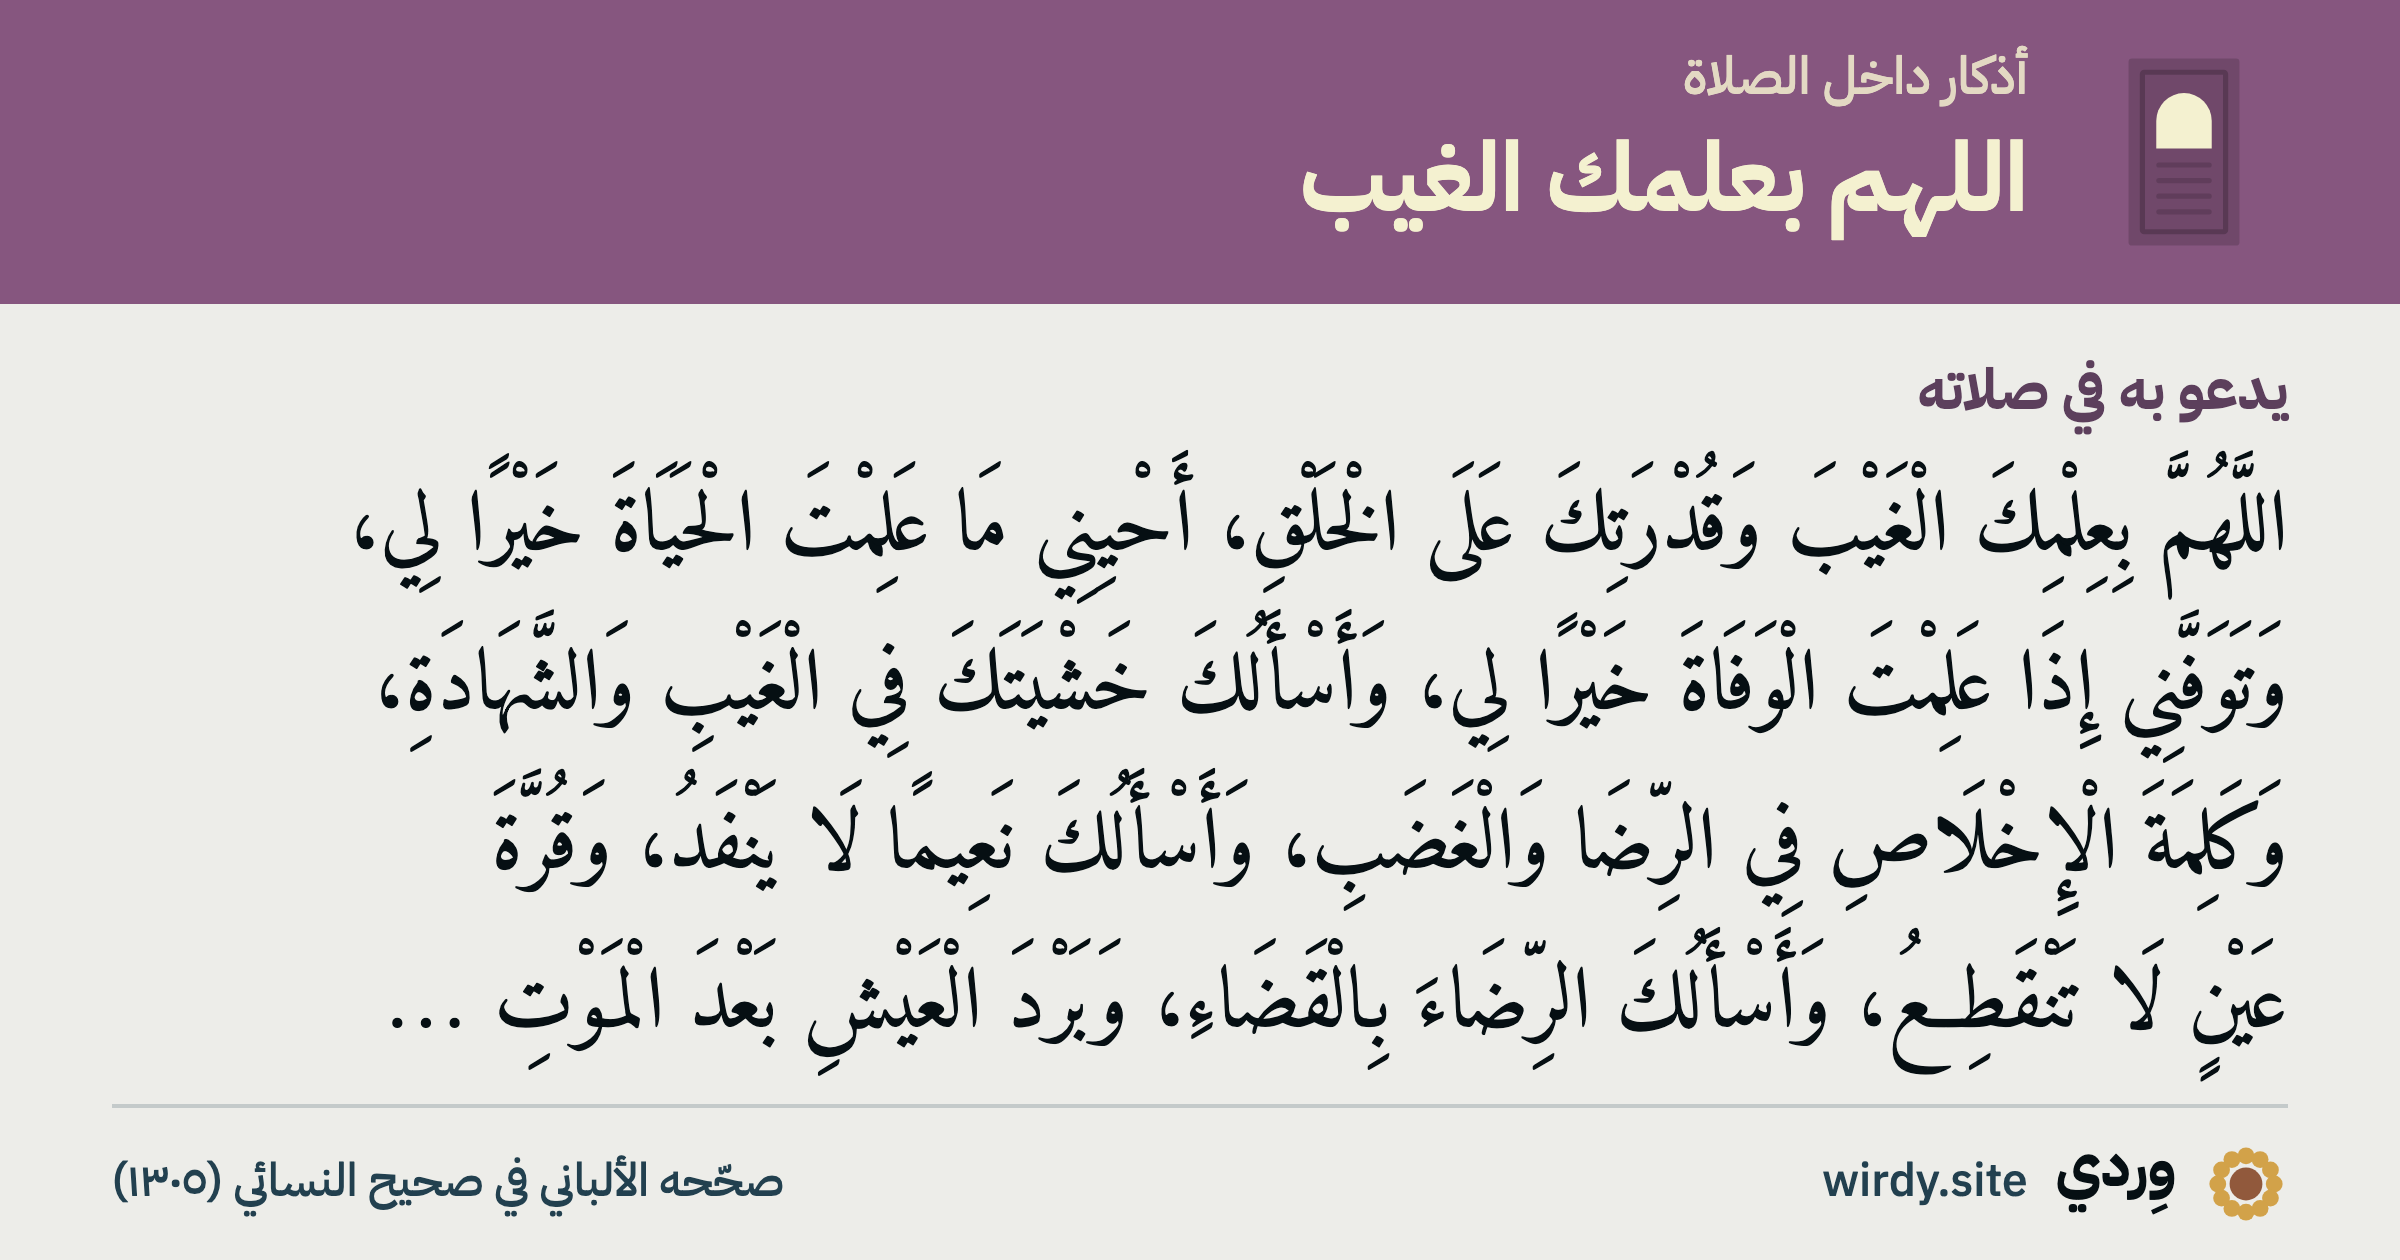 أذكار داخل الصلاة
اللهم بعلمك الغيب
يدعو به في صلاته
اللَّهُمَّ بِعِلْمِكَ الْغَيْبَ وَقُدْرَتِكَ عَلَى الْخَلْقِ، أَحْيِنِي مَا عَلِمْتَ الْحَيَاةَ خَيْرًا لِي،
وَتَوَفَّنِي إِذَا عَلِمْتَ الْوَفَاةَ خَيْرًا لِي، وَأَسْأَلُكَ خَشْيَتَكَ فِي الْغَيْبِ وَالشَّهَادَةِ،
وَكَلِمَةَ الْإِخْلَاصِ فِي الرِّضَا وَالْغَضَبِ، وَأَسْأَلُكَ نَعِيمًا لَا يَنْفَدُ، وَقُرَّةَ
عَيْنٍ لَا تَنْقَطِـعُ، وَأَسْأَلُكَ الرِّضَاءَ بِالْقَضَاءِ، وَبَرْدَ الْعَيْشِ بَعْدَ الْمَوْتِ ...
وِردي wirdy.site
صحّحه الألباني في صحيح النسائي (١٣٠٥)